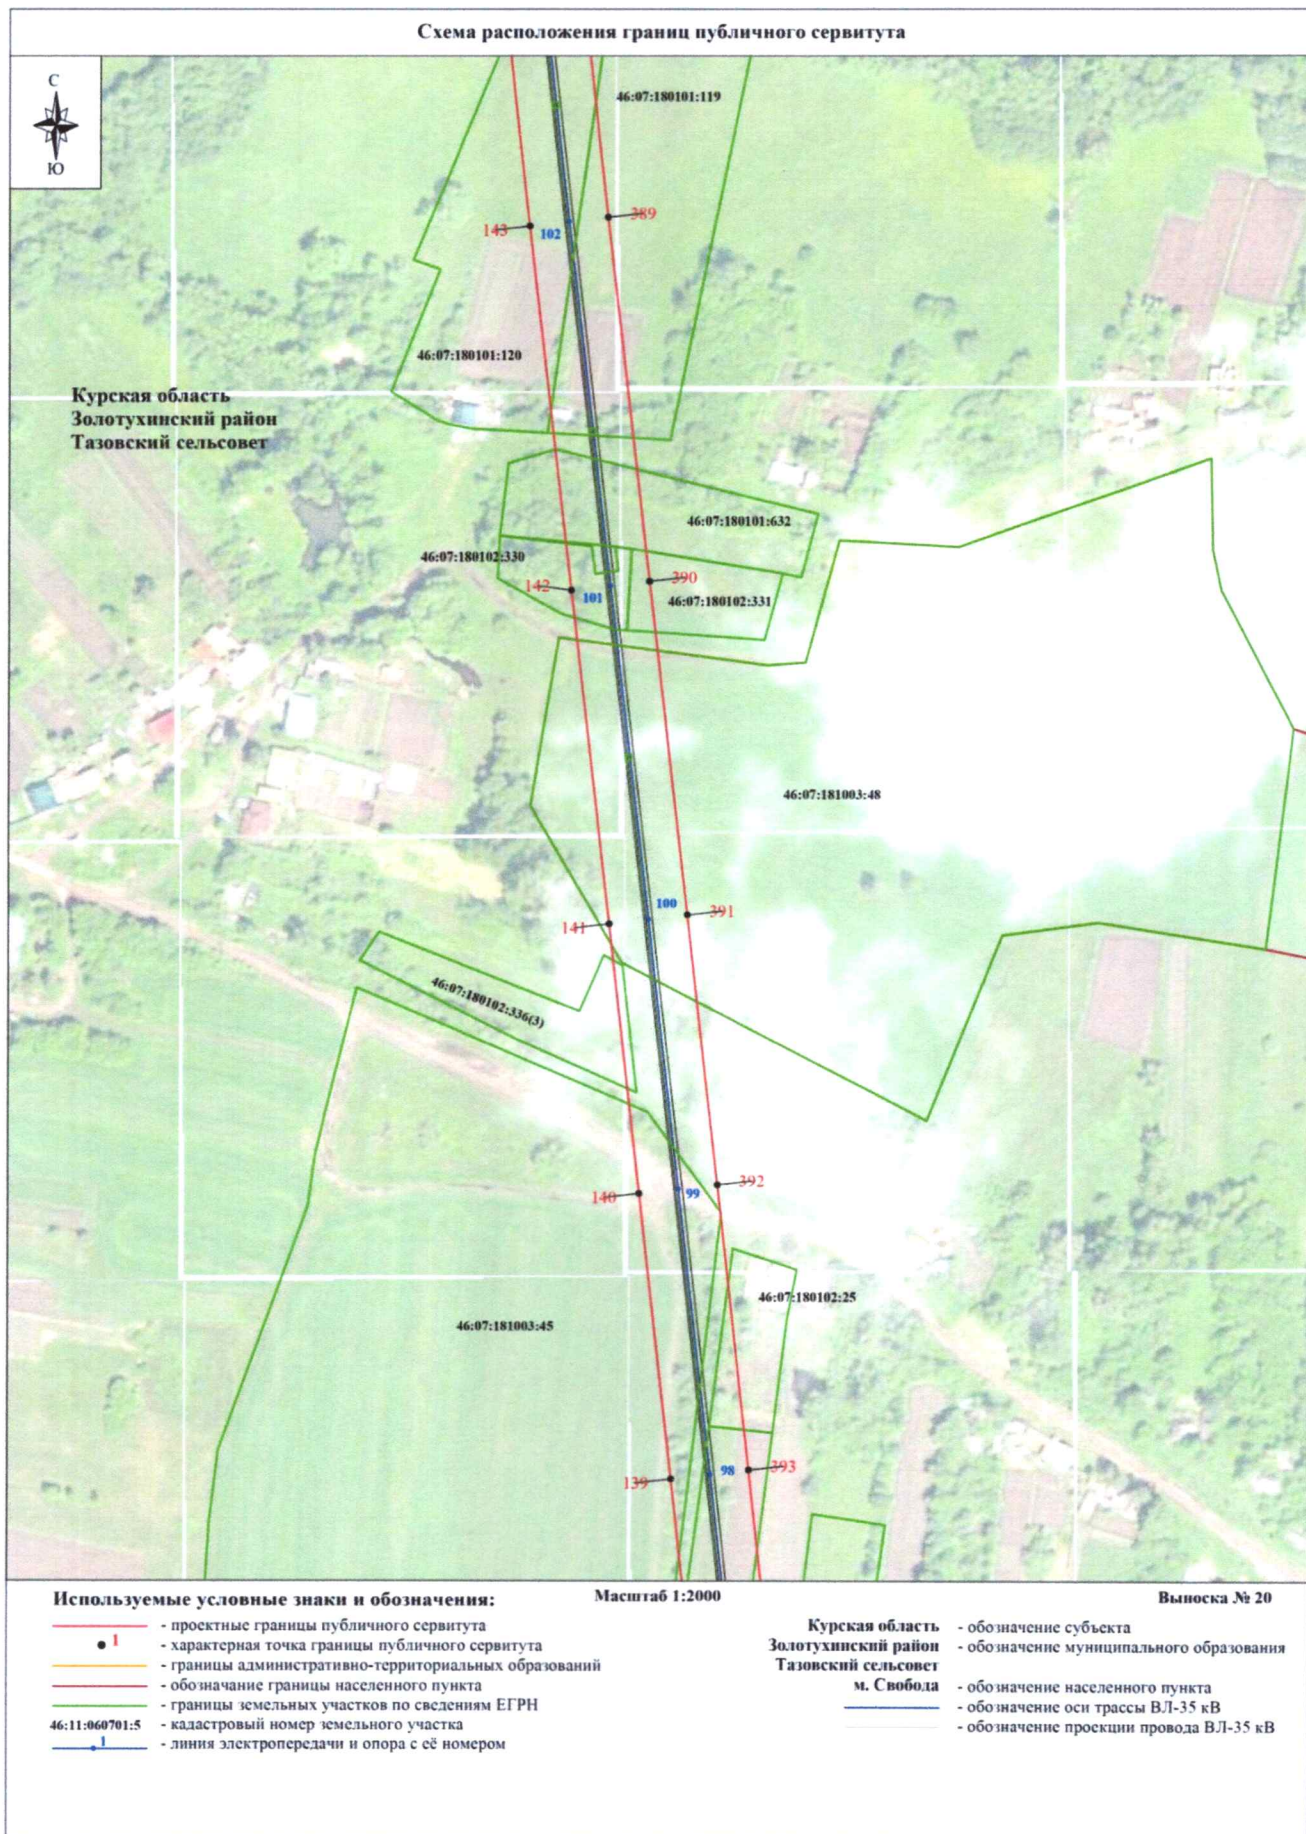 Схема расположения границ публичного сервитута
С
Ю
46:07:180101:119
143
102
389
46:07:180101:120
Курская область
Золотухинский район
Тазовский сельсовет
46:07:180101:632
46:07:180102:330
142
101
390
46:07:180102:331
46:07:181003:48
141
100
391
46:07:180102:336(3)
140
99
392
46:07:180102:25
46:07:181003:45
139
98
393
Используемые условные знаки и обозначения:
Масштаб 1:2000
Выноска № 20
- проектные границы публичного сервитута
1 - характерная точка границы публичного сервитута
- границы административно-территориальных образований
- обозначание границы населенного пункта
- границы земельных участков по сведениям ЕГРН
46:11:060701:5 - кадастровый номер земельного участка
1 - линия электропередачи и опора с её номером
Курская область - обозначение субъекта
Золотухинский район - обозначение муниципального образования
Тазовский сельсовет
м. Свобода - обозначение населенного пункта
- обозначение оси трассы ВЛ-35 кВ
- обозначение проекции провода ВЛ-35 кВ